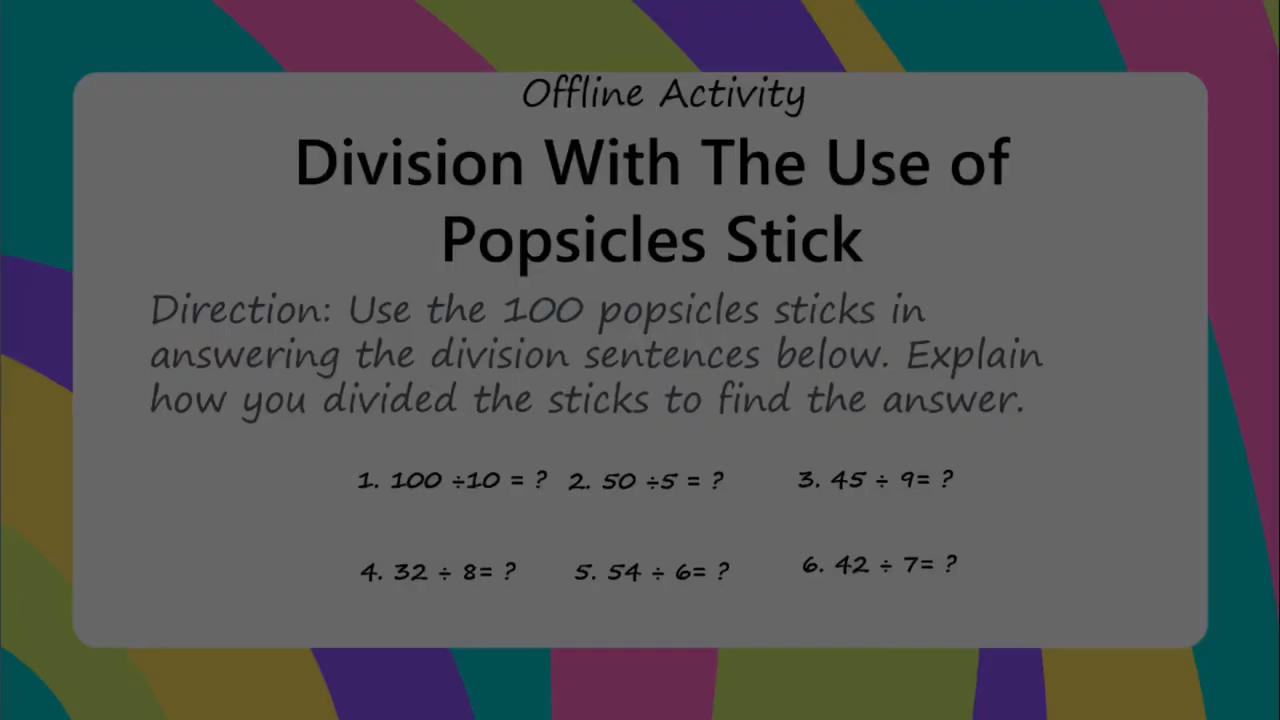 Offline Activity
Division With The Use of
Popsicles Stick
Direction: Use the 100 popsicles sticks in
answering the division sentences below. Explain
how you divided the sticks to find the answer.
1. 100 ÷10 = ? 2. 50 ÷5 = ? 3. 45 ÷ 9= ?
4. 32 ÷ 8= ? 5. 54 ÷ 6= ? 6. 42 ÷ 7= ?